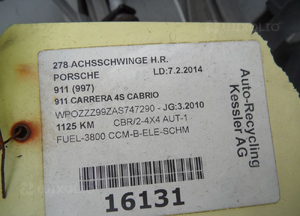 278 ACHSSCHWINGE H.R.
PORSCHE LD:7.2.2014
911 (997)
911 CARRERA 4S CABRIO
WPOZZZ99ZAS747290 - JG:3.2010
1125 KM CBR/2-4X4 AUT-1
FUEL-3800 CCM-B-ELE-SCHM
16131
Auto-Recycling
Kessler AG